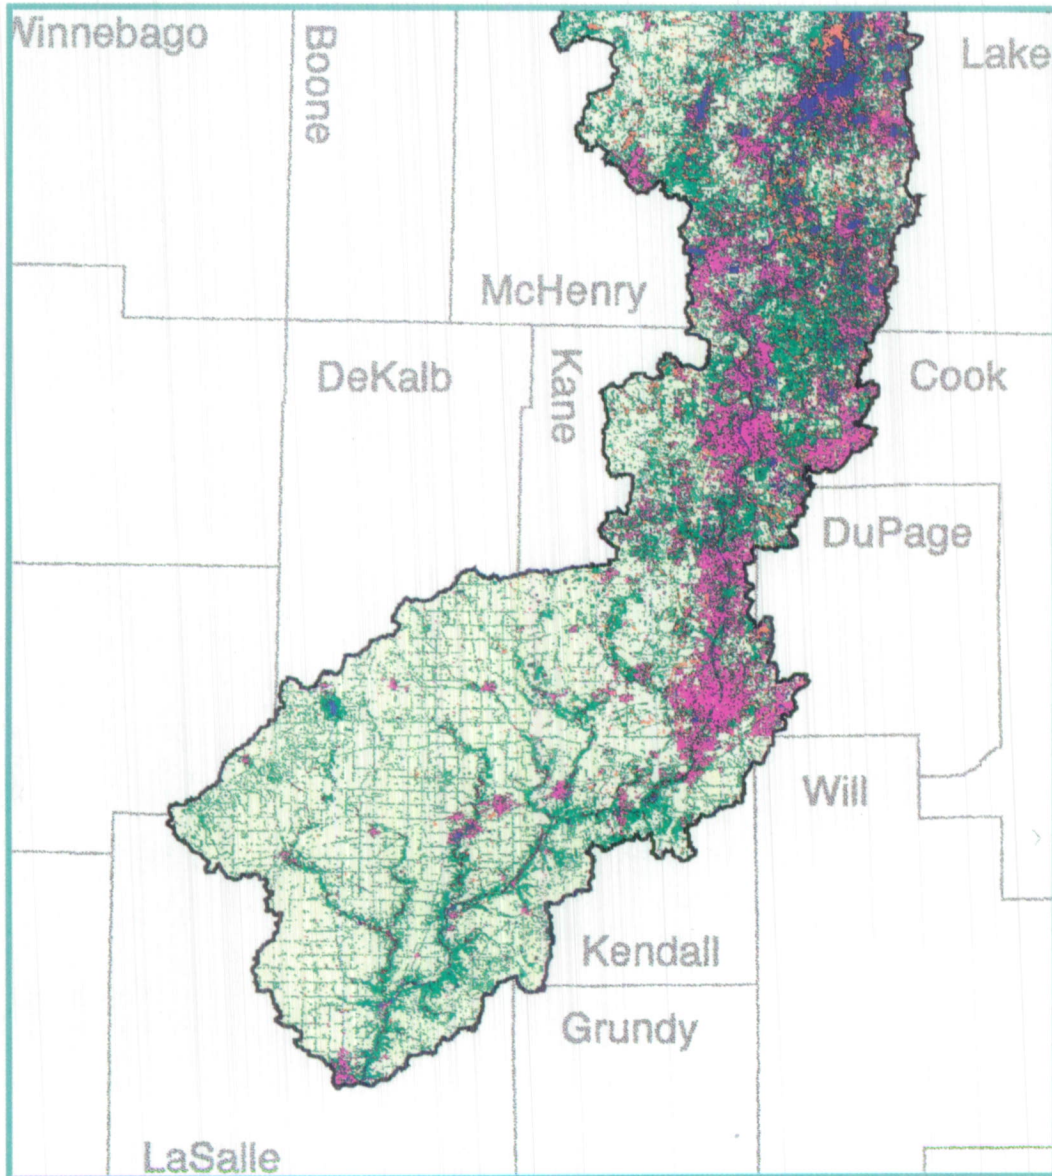 Winnebago
Boone
Lake
McHenry
DeKalb
Kane
Cook
DuPage
Will
Kendall
Grundy
LaSalle